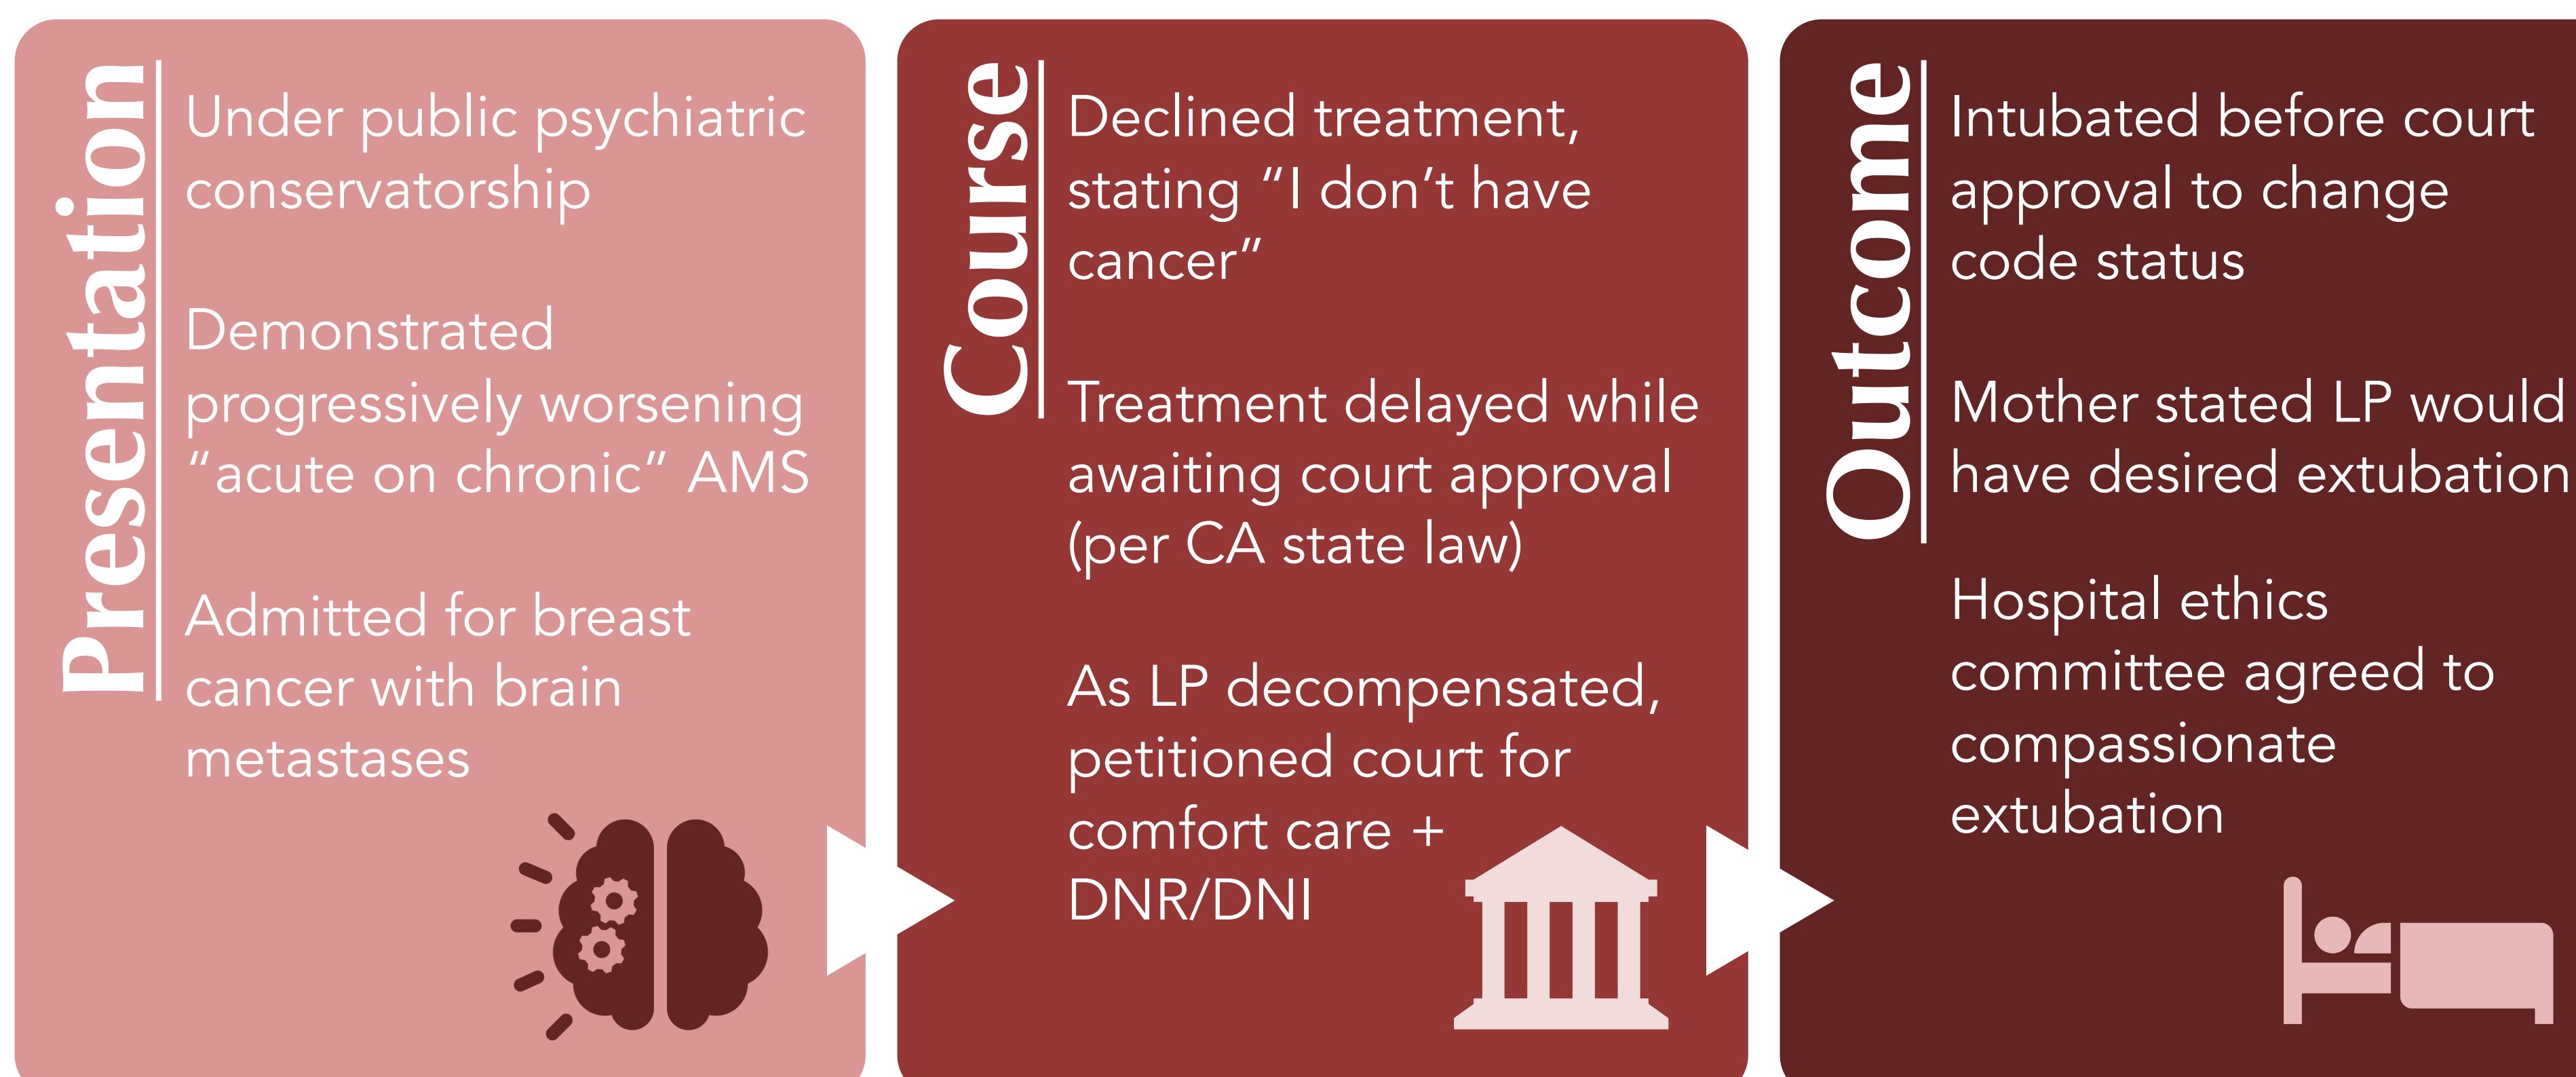 Presentation
Under public psychiatric
conservatorship
Demonstrated
progressively worsening
“acute on chronic” AMS
Admitted for breast
cancer with brain
metastases
Course
Declined treatment,
stating “I don’t have
cancer”
Treatment delayed while
awaiting court approval
(per CA state law)
As LP decompensated,
petitioned court for
comfort care +
DNR/DNI
Outcome
Intubated before court
approval to change
code status
Mother stated LP would
have desired extubation
Hospital ethics
committee agreed to
compassionate
extubation